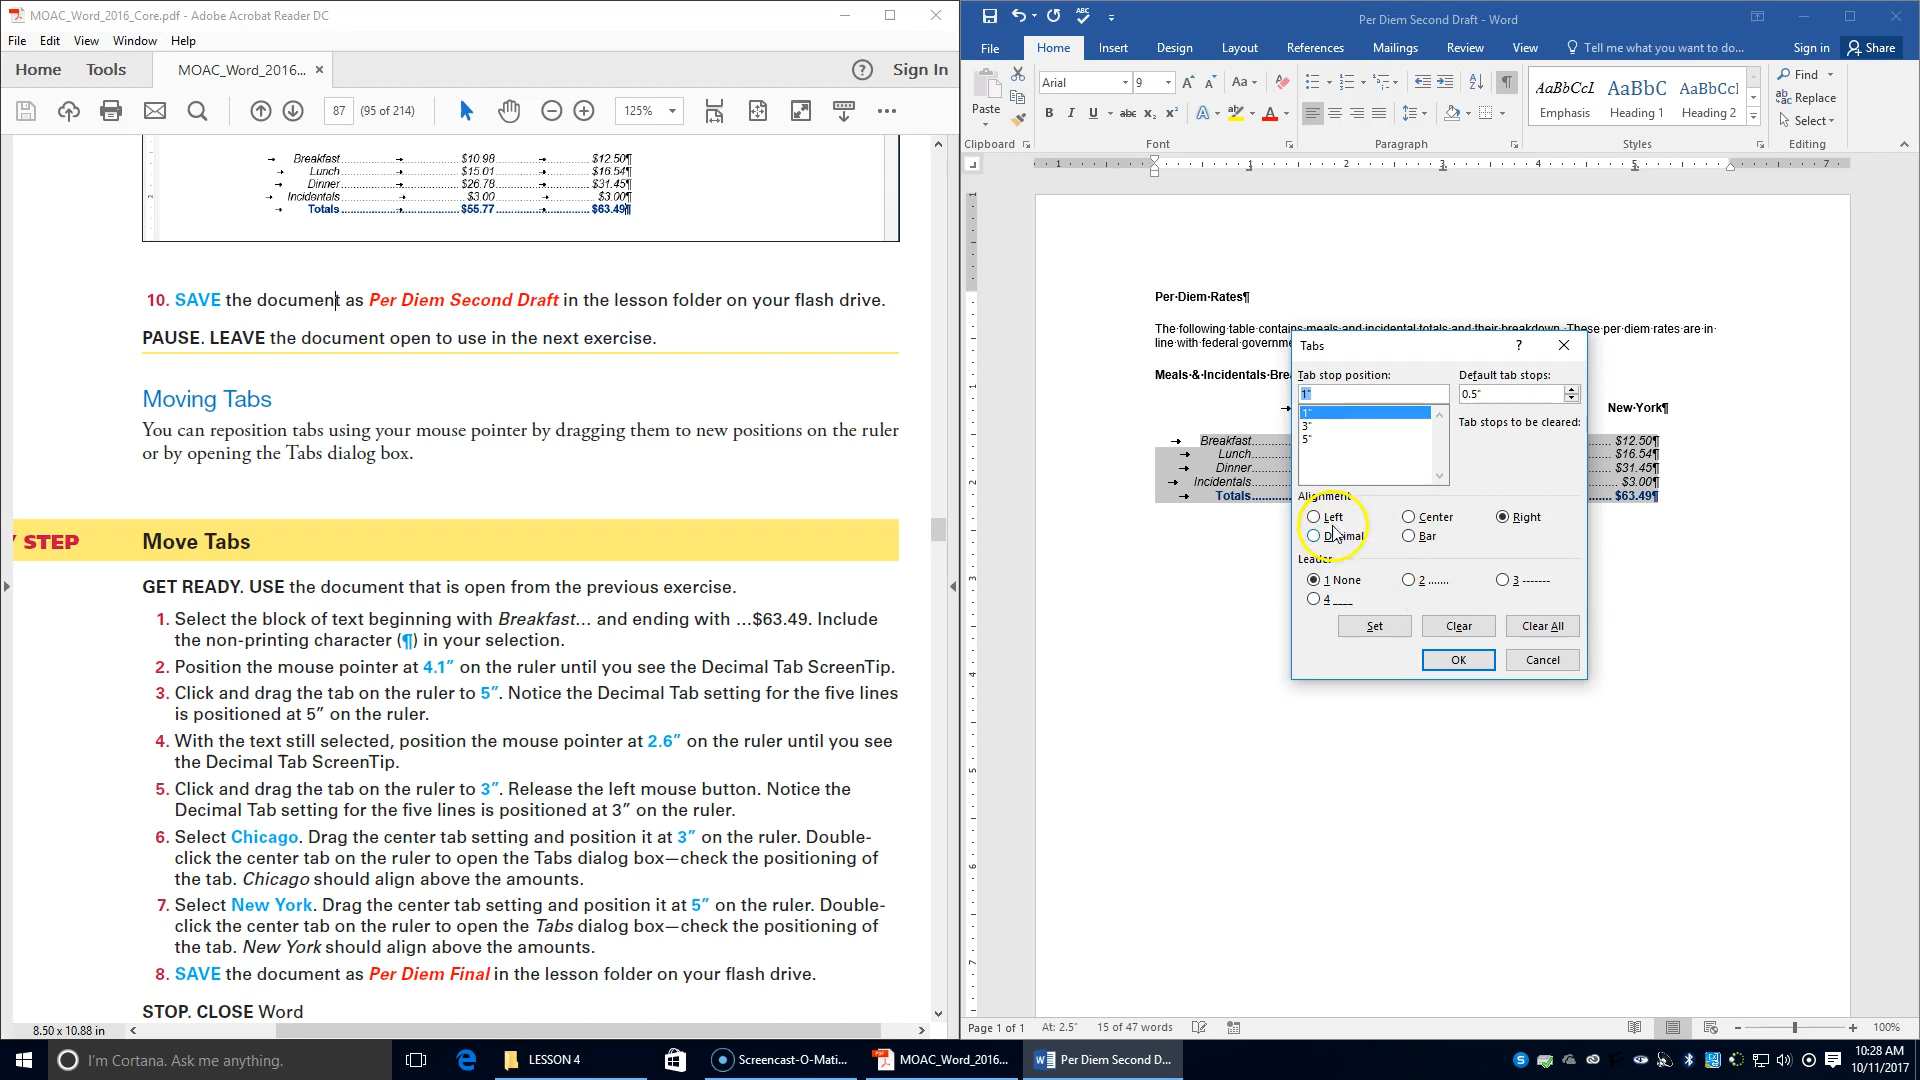 MOAC_Word_2016_Core.pdf - Adobe Acrobat Reader DC
File Edit View Window Help
Home Tools MOAC_Word_2016... × Sign In
87 (95 of 214) 125%
Breakfast $10.98 $12.50¶
Lunch $15.01 $16.54¶
Dinner $26.78 $31.45¶
Incidentals $3.00 $3.00¶
Totals $55.77 $63.49¶
10. SAVE the document as Per Diem Second Draft in the lesson folder on your flash drive.
PAUSE. LEAVE the document open to use in the next exercise.
Moving Tabs
You can reposition tabs using your mouse pointer by dragging them to new positions on the ruler
or by opening the Tabs dialog box.
STEP Move Tabs
GET READY. USE the document that is open from the previous exercise.
1. Select the block of text beginning with Breakfast... and ending with ...$63.49. Include
the non-printing character (¶) in your selection.
2. Position the mouse pointer at 4.1” on the ruler until you see the Decimal Tab ScreenTip.
3. Click and drag the tab on the ruler to 5”. Notice the Decimal Tab setting for the five lines
is positioned at 5” on the ruler.
4. With the text still selected, position the mouse pointer at 2.6” on the ruler until you see
the Decimal Tab ScreenTip.
5. Click and drag the tab on the ruler to 3”. Release the left mouse button. Notice the
Decimal Tab setting for the five lines is positioned at 3” on the ruler.
6. Select Chicago. Drag the center tab setting and position it at 3” on the ruler. Double-
click the center tab on the ruler to open the Tabs dialog box—check the positioning of
the tab. Chicago should align above the amounts.
7. Select New York. Drag the center tab setting and position it at 5” on the ruler. Double-
click the center tab on the ruler to open the Tabs dialog box—check the positioning of
the tab. New York should align above the amounts.
8. SAVE the document as Per Diem Final in the lesson folder on your flash drive.
STOP. CLOSE Word
8.50 x 10.88 in
Per Diem Second Draft - Word
File Home Insert Design Layout References Mailings Review View Tell me what you want to do... Sign in Share
Paste Arial 9 AaBbCcL AaBbC AaBbCcI Find
Emphasis Heading 1 Heading 2 Replace
Select
Clipboard Font Paragraph Styles Editing
Per·Diem·Rates¶
The·following·table·contains·meals·and·incidental·totals·and·their·breakdown.··These·per·diem·rates·are·in·
line·with·federal·governme
Meals·&·Incidentals·Bre
New·York¶
Breakfast $12.50¶
Lunch $16.54¶
Dinner $31.45¶
Incidentals $3.00¶
Totals $63.49¶
Tabs ? ×
Tab stop position: Default tab stops:
1" 0.5"
1" Tab stops to be cleared:
3"
5"
Alignment
Left Center Right
Decimal Bar
Leader
1 None 2 ....... 3 -------
4 ____
Set Clear Clear All
OK Cancel
Page 1 of 1 At: 2.5" 15 of 47 words 100%
I'm Cortana. Ask me anything. LESSON 4 Screencast-O-Mati... MOAC_Word_2016... Per Diem Second D...
10:28 AM
10/11/2017